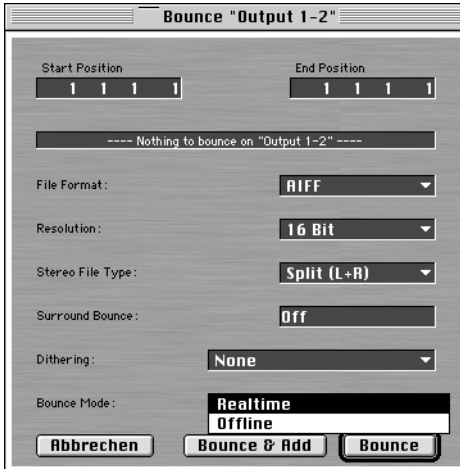 Bounce "Output 1-2"
Start Position End Position
1 1 1 1 1 1 1 1
---- Nothing to bounce on "Output 1-2" ----
File Format: AIFF
Resolution: 16 Bit
Stereo File Type: Split (L+R)
Surround Bounce: Off
Dithering: None
Bounce Mode: Realtime
Offline
Abbrechen Bounce & Add Bounce